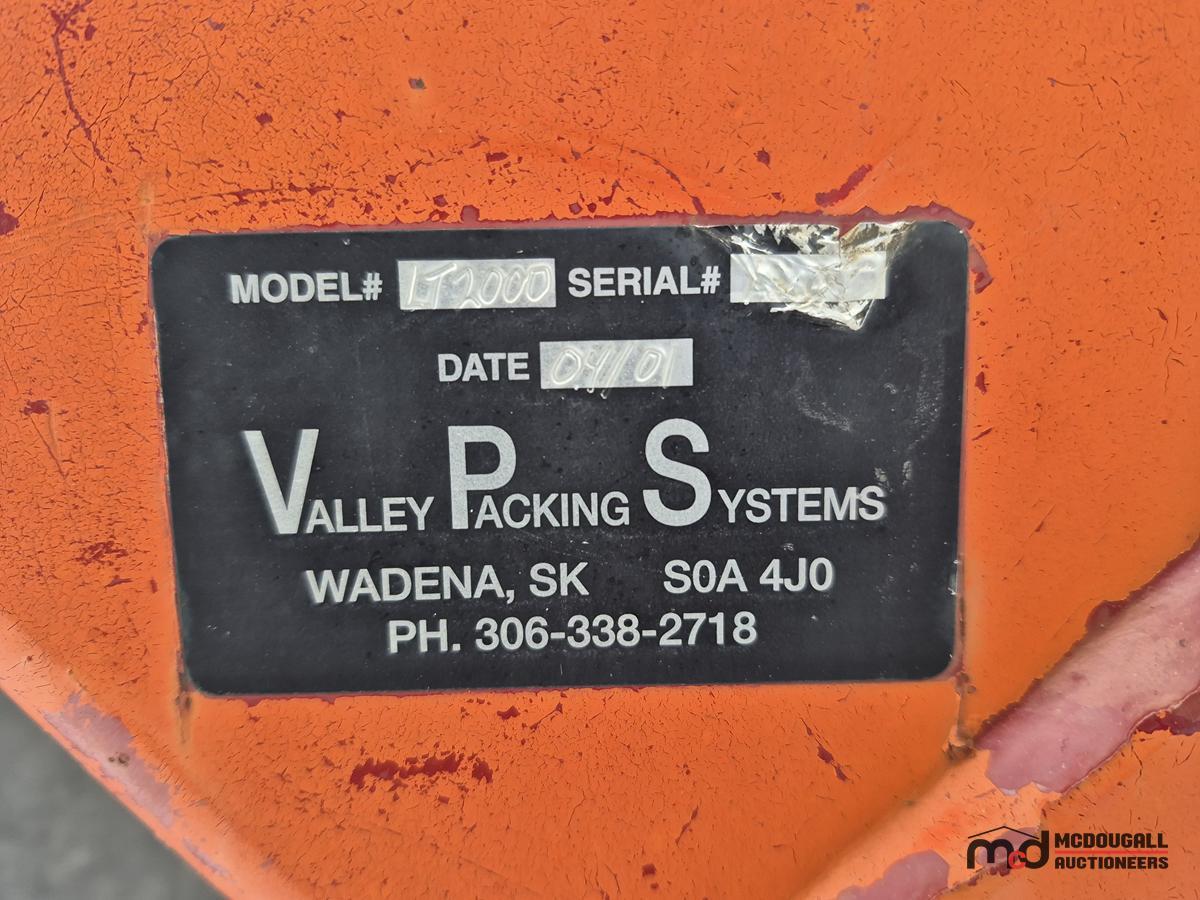 MODEL# LT2000 SERIAL#
DATE 04/01
VALLEY PACKING SYSTEMS
WADENA, SK S0A 4J0
PH. 306-338-2718
mcd MCDOUGALL
AUCTIONEERS